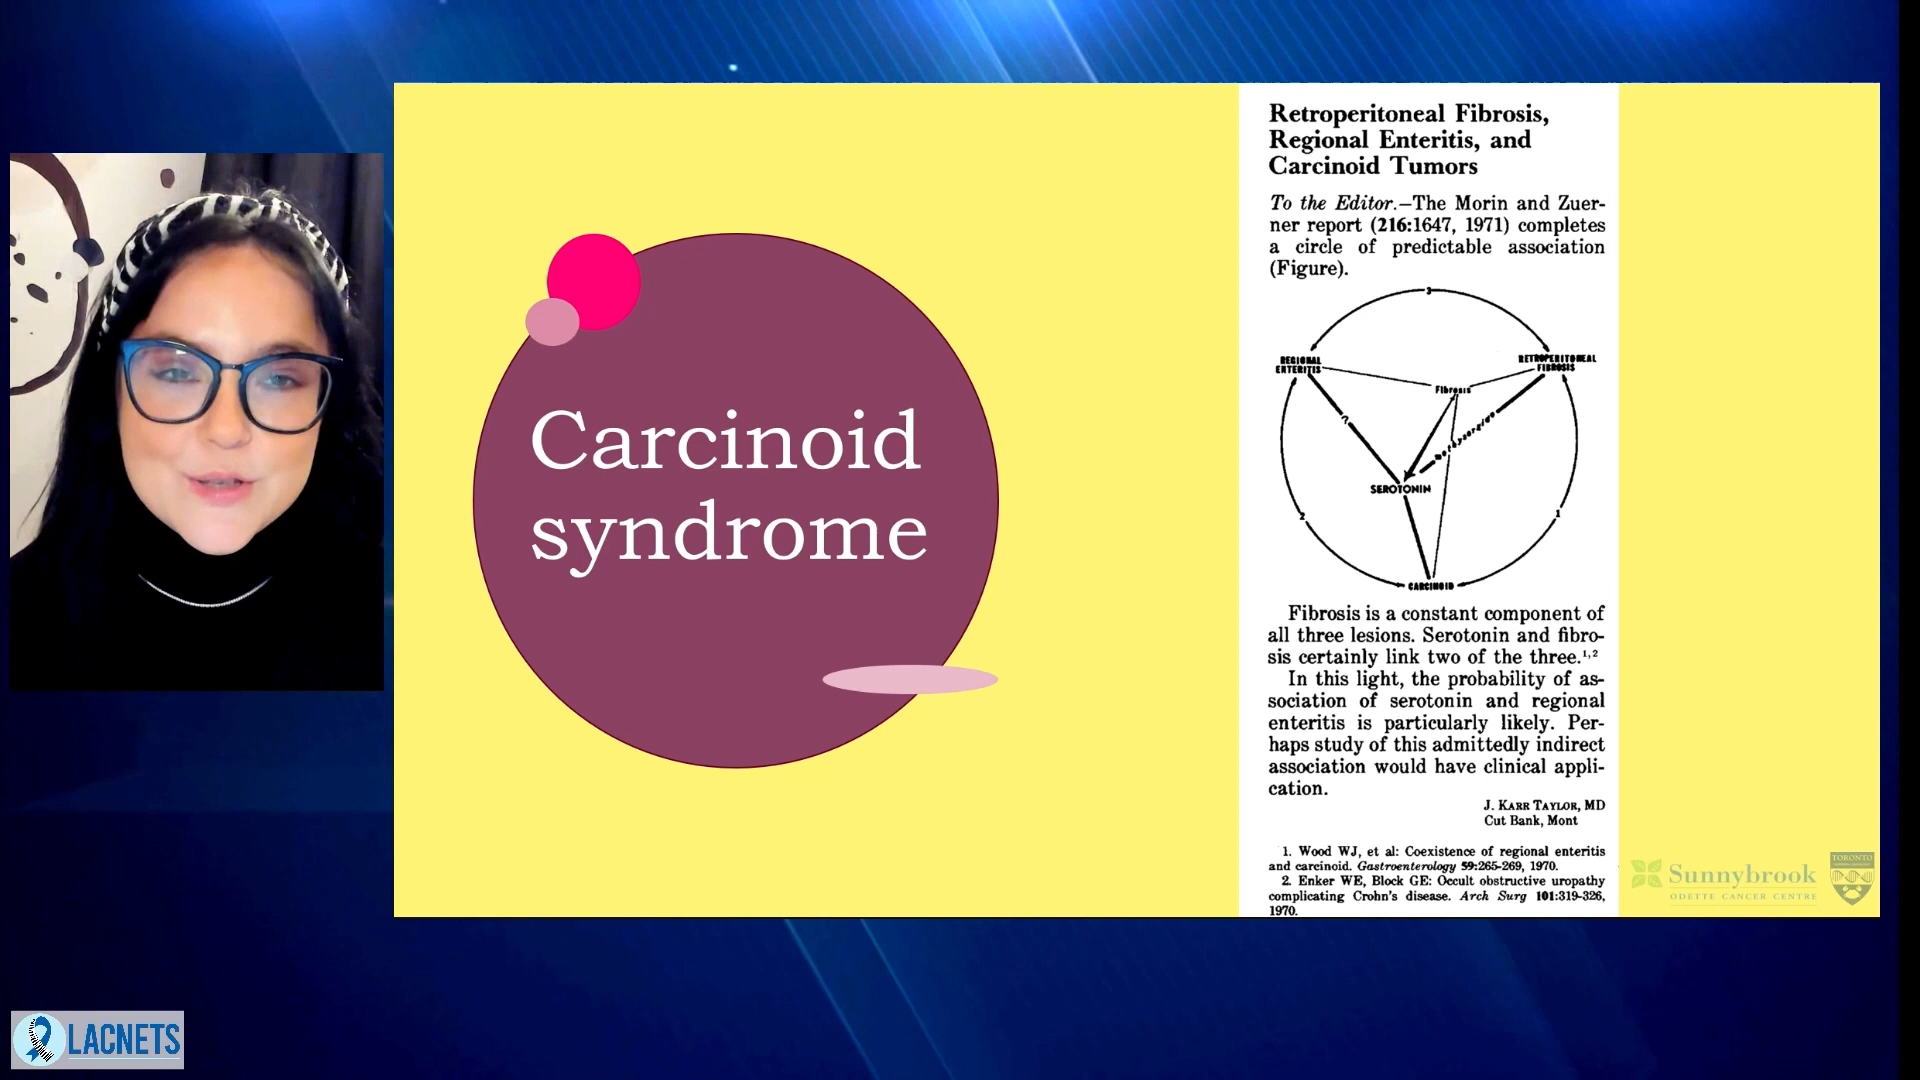 Carcinoid
syndrome
Retroperitoneal Fibrosis,
Regional Enteritis, and
Carcinoid Tumors
To the Editor.—The Morin and Zuer-
ner report (216:1647, 1971) completes
a circle of predictable association
(Figure).
3
REGIONAL
ENTERITIS
RETROPERITONEAL
FIBROSIS
Fibrosis
?
SEROTONIN
2
1
CARCINOID
Fibrosis is a constant component of
all three lesions. Serotonin and fibro-
sis certainly link two of the three.1,2
In this light, the probability of as-
sociation of serotonin and regional
enteritis is particularly likely. Per-
haps study of this admittedly indirect
association would have clinical appli-
cation.
J. KARR TAYLOR, MD
Cut Bank, Mont
1. Wood WJ, et al: Coexistence of regional enteritis
and carcinoid. Gastroenterology 59:265-269, 1970.
2. Enker WE, Block GE: Occult obstructive uropathy
complicating Crohn's disease. Arch Surg 101:319-326,
1970.
Sunnybrook
ODETTE CANCER CENTRE
TORONTO
LACNETS